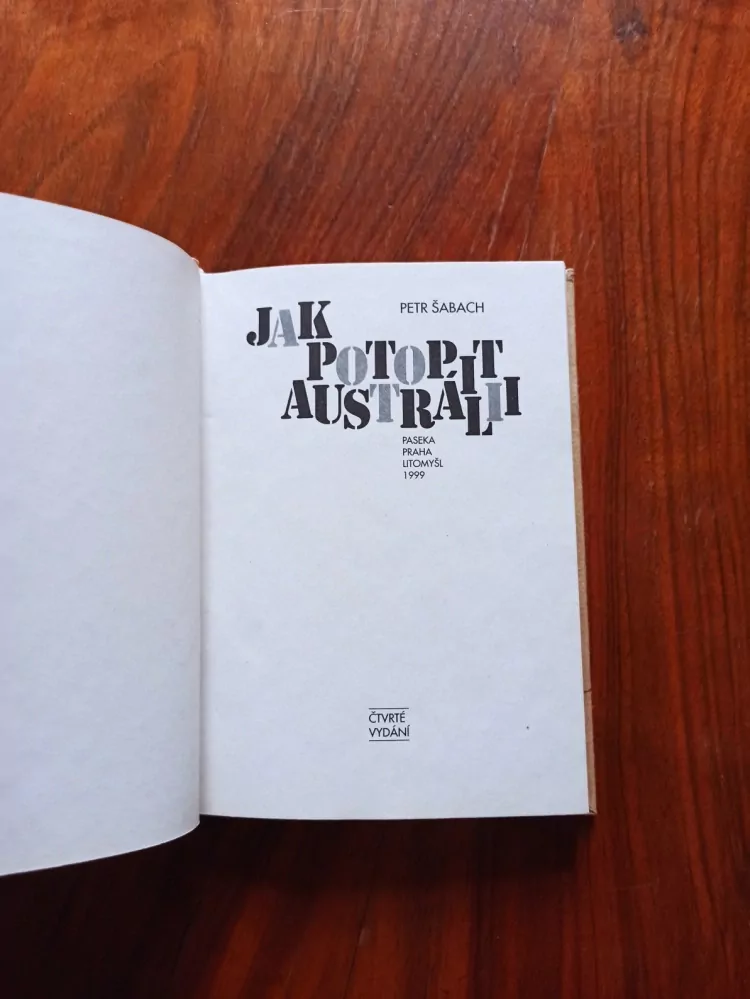 PETR ŠABACH
JAK
POTOPIT
AUSTRÁLII
PASEKA
PRAHA
LITOMYŠL
1999
ČTVRTÉ
VYDÁNÍ